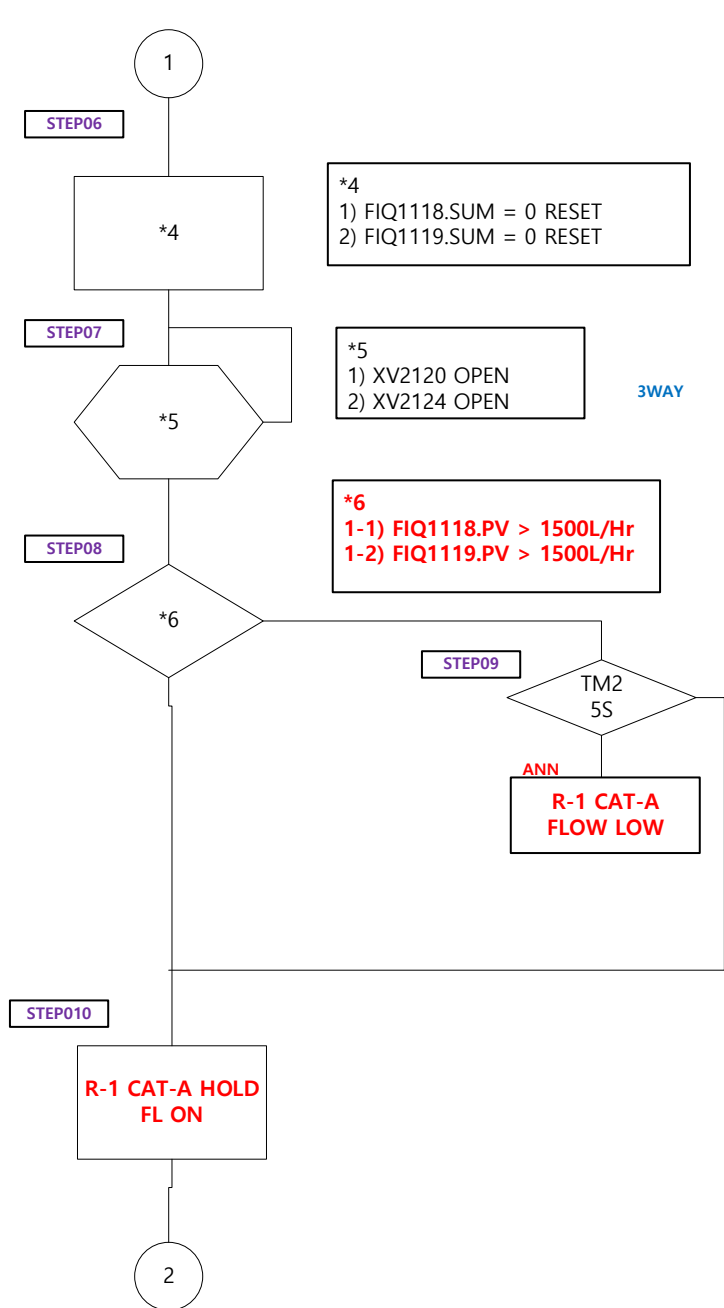 1
STEP06
*4
*4
1) FIQ1118.SUM = 0 RESET
2) FIQ1119.SUM = 0 RESET
STEP07
*5
*5
1) XV2120 OPEN
2) XV2124 OPEN
3WAY
*6
1-1) FIQ1118.PV > 1500L/Hr
1-2) FIQ1119.PV > 1500L/Hr
STEP08
*6
STEP09
TM2
5S
ANN
R-1 CAT-A
FLOW LOW
STEP010
R-1 CAT-A HOLD
FL ON
2